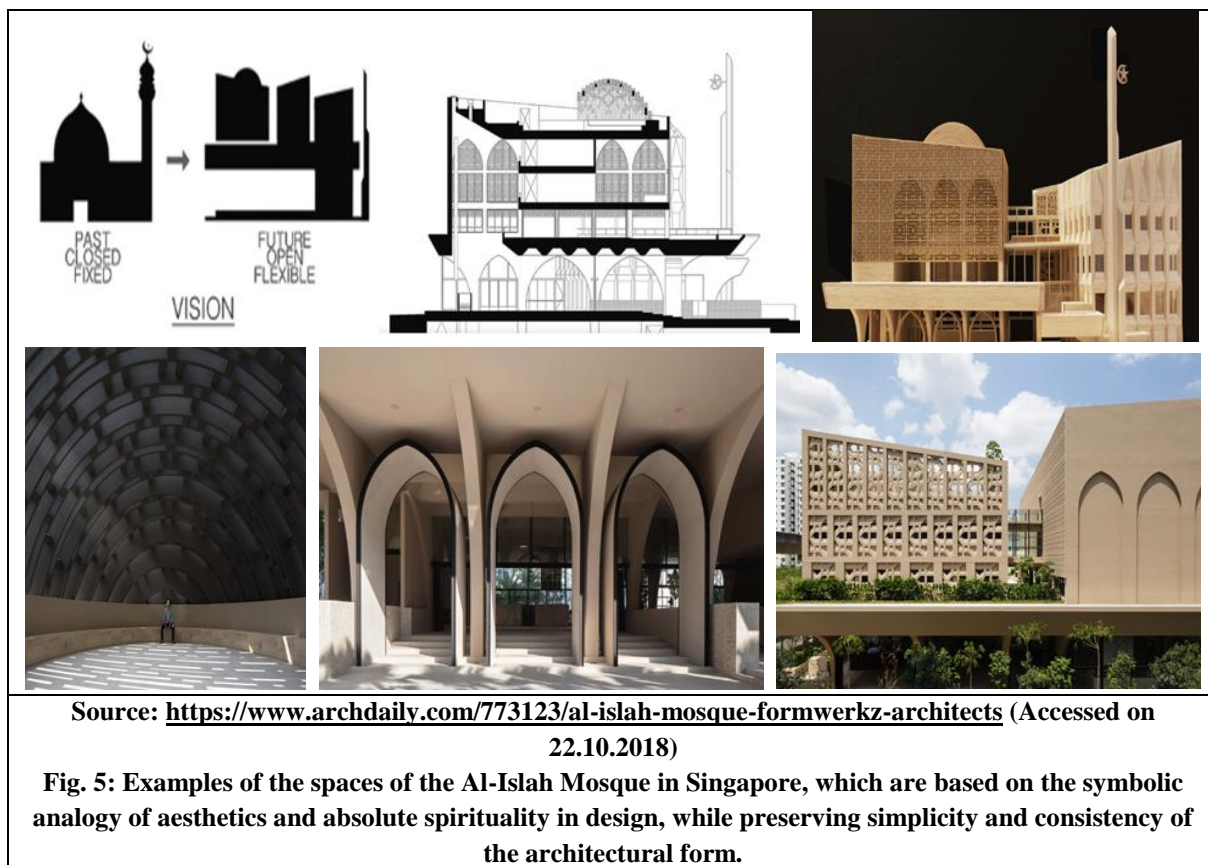 PAST
CLOSED
FIXED
FUTURE
OPEN
FLEXIBLE
VISION
Source: https://www.archdaily.com/773123/al-islah-mosque-formwerkz-architects (Accessed on
22.10.2018)
Fig. 5: Examples of the spaces of the Al-Islah Mosque in Singapore, which are based on the symbolic
analogy of aesthetics and absolute spirituality in design, while preserving simplicity and consistency of
the architectural form.